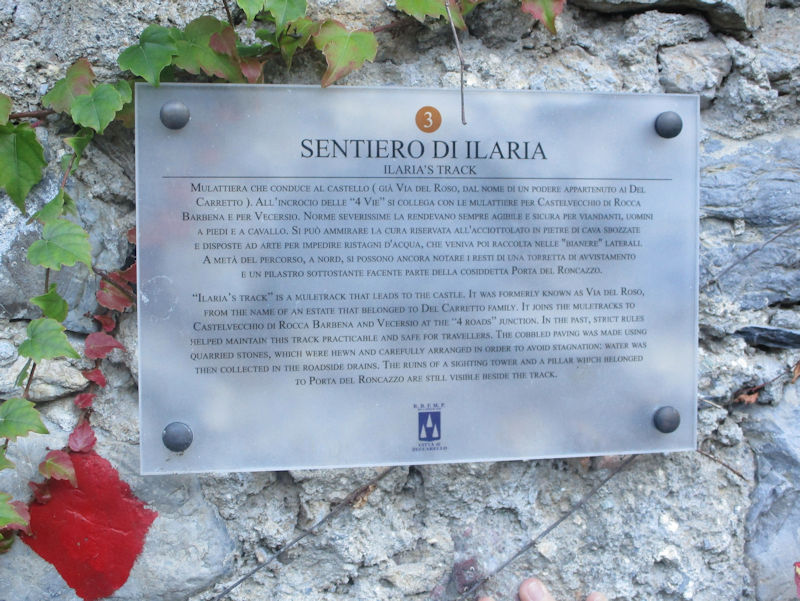 3
SENTIERO DI ILARIA
ILARIA'S TRACK
MULATTIERA CHE CONDUCE AL CASTELLO ( GIÀ VIA DEL ROSO, DAL NOME DI UN PODERE APPARTENUTO AI DEL
CARRETTO ). ALL'INCROCIO DELLE "4 VIE" SI COLLEGA CON LE MULATTIERE PER CASTELVECCHIO DI ROCCA
BARBENA E PER VECERSIO. NORME SEVERISSIME LA RENDEVANO SEMPRE AGIBILE E SICURA PER VIANDANTI, UOMINI
A PIEDI E A CAVALLO. SI PUÒ AMMIRARE LA CURA RISERVATA ALL'ACCIOTTOLATO IN PIETRE DI CAVA SBOZZATE
E DISPOSTE AD ARTE PER IMPEDIRE RISTAGNI D'ACQUA, CHE VENIVA POI RACCOLTA NELLE "BIANERE" LATERALI.
A METÀ DEL PERCORSO, A NORD, SI POSSONO ANCORA NOTARE I RESTI DI UNA TORRETTA DI AVVISTAMENTO
E UN PILASTRO SOTTOSTANTE FACENTE PARTE DELLA COSIDDETTA PORTA DEL RONCAZZO.
"ILARIA'S TRACK" IS A MULETRACK THAT LEADS TO THE CASTLE. IT WAS FORMERLY KNOWN AS VIA DEL ROSO,
FROM THE NAME OF AN ESTATE THAT BELONGED TO DEL CARRETTO FAMILY. IT JOINS THE MULETRACKS TO
CASTELVECCHIO DI ROCCA BARBENA AND VECERSIO AT THE "4 ROADS" JUNCTION. IN THE PAST, STRICT RULES
HELPED MAINTAIN THIS TRACK PRACTICABLE AND SAFE FOR TRAVELLERS. THE COBBLED PAVING WAS MADE USING
QUARRIED STONES, WHICH WERE HEWN AND CAREFULLY ARRANGED IN ORDER TO AVOID STAGNATION: WATER WAS
THEN COLLECTED IN THE ROADSIDE DRAINS. THE RUINS OF A SIGHTING TOWER AND A PILLAR WHICH BELONGED
TO PORTA DEL RONCAZZO ARE STILL VISIBLE BESIDE THE TRACK.
CITTÀ di
ZUCCARELLO